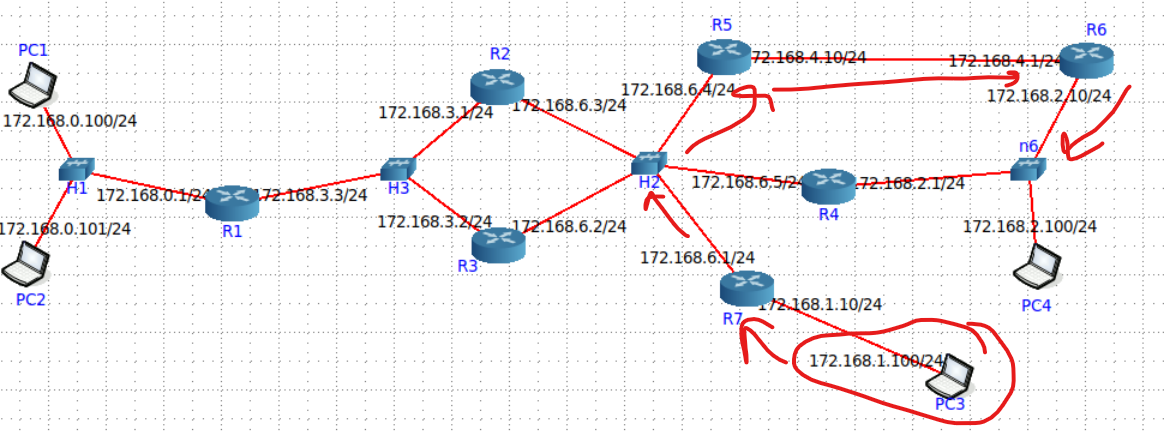 PC1
172.168.0.100/24
H1
172.168.0.1/24
172.168.0.101/24
PC2
R1
172.168.3.3/24
R2
172.168.3.1/24
172.168.6.3/24
H3
172.168.3.2/24
172.168.6.2/24
R3
H2
R5
172.168.6.4/24
72.168.4.10/24
172.168.4.1/24
R6
172.168.2.10/24
n6
172.168.6.5/24
172.168.2.1/24
R4
172.168.2.100/24
PC4
172.168.6.1/24
R7
172.168.1.10/24
172.168.1.100/24
PC3